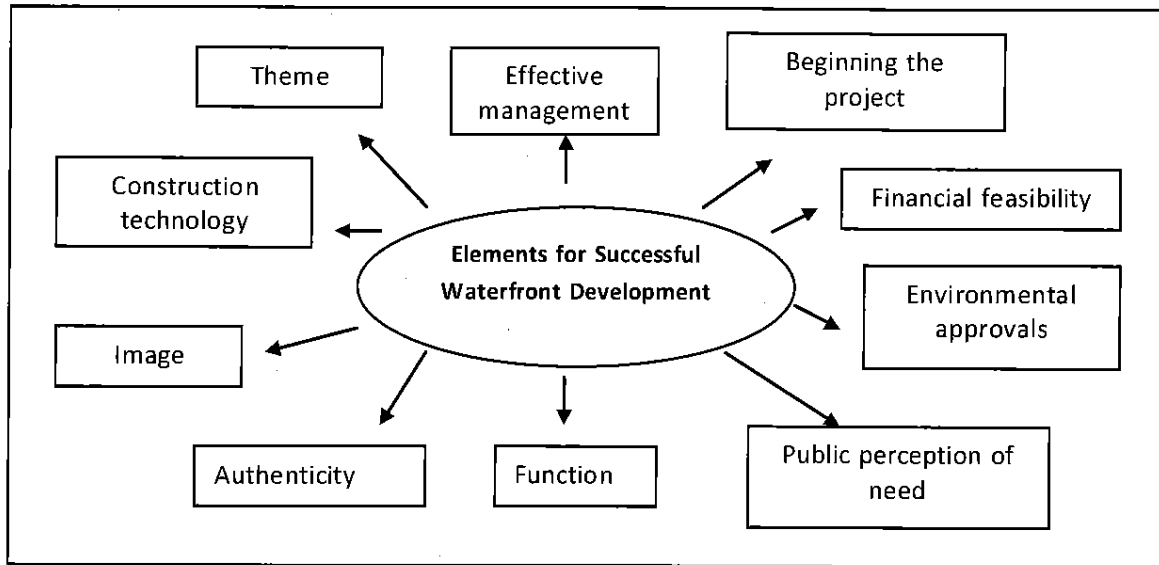 Theme
Effective
management
Beginning the
project
Construction
technology
Financial feasibility
Elements for Successful
Waterfront Development
Environmental
approvals
Image
Authenticity
Function
Public perception of
need